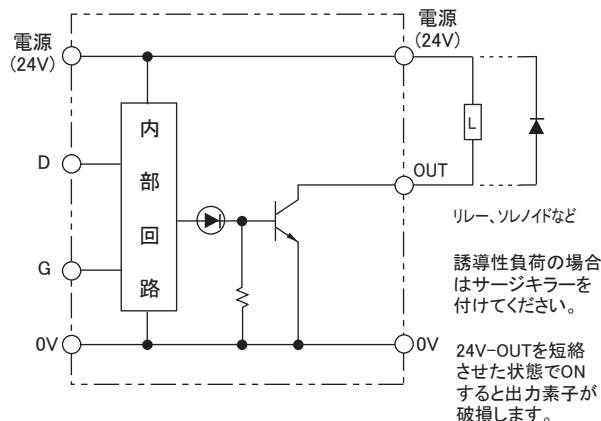 電源
(24V)
電源
(24V)
内
部
回
路
D
G
0V
OUT
L
0V
リレー、ソレノイドなど
誘導性負荷の場合
はサージキラーを
付けてください。
24V-OUTを短絡
させた状態でON
すると出力素子が
破損します。